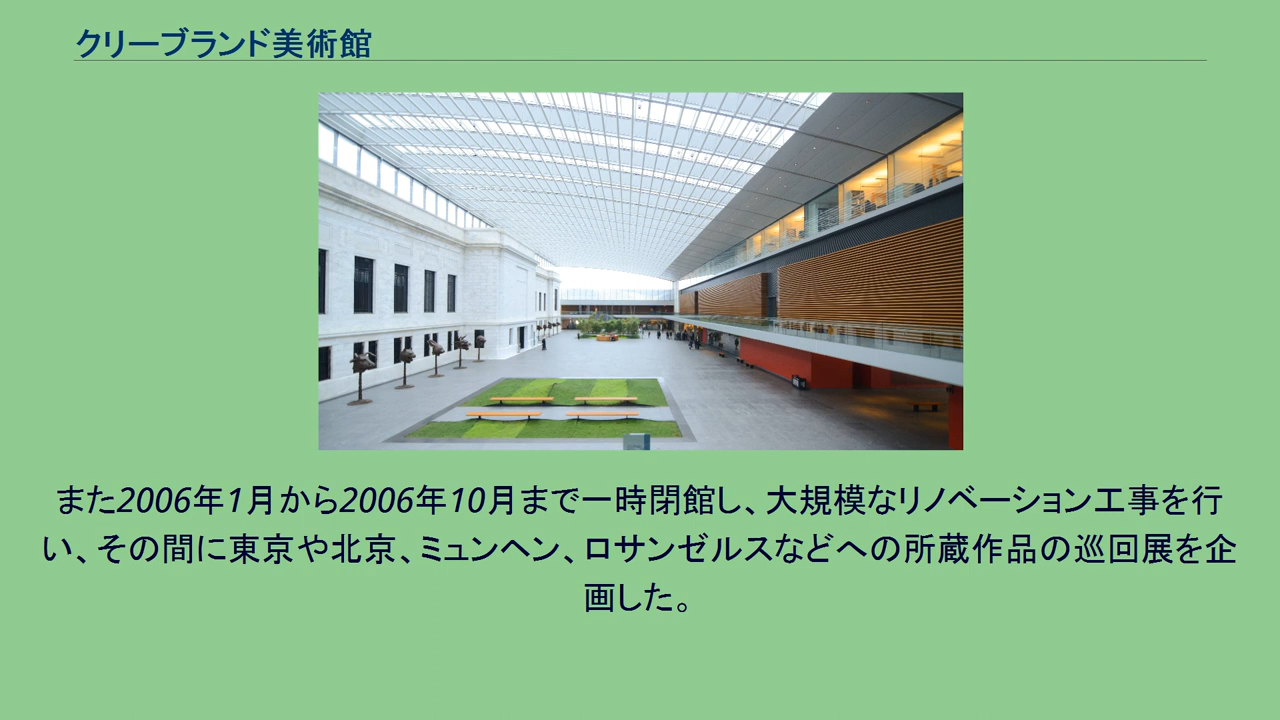 クリーブランド美術館
また2006年1月から2006年10月まで一時閉館し、大規模なリノベーション工事を行
い、その間に東京や北京、ミュンヘン、ロサンゼルスなどへの所蔵作品の巡回展を企
画した。